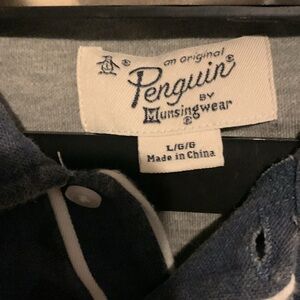 an original
Penguin®
BY
Munsingwear®
L/G/G
Made in China